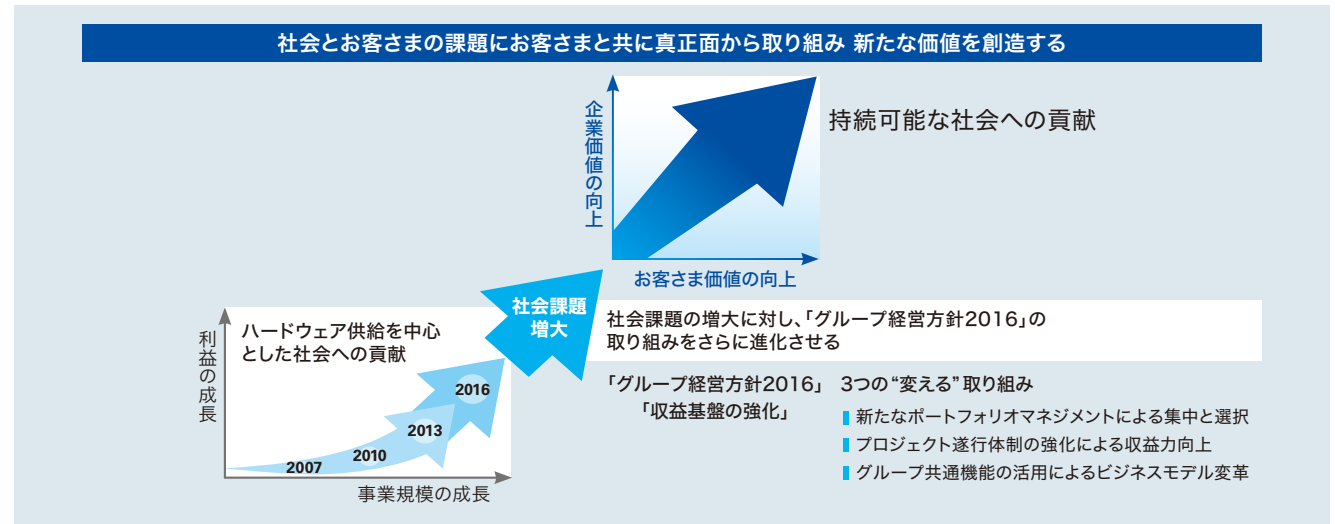 社会とお客さまの課題にお客さまと共に真正面から取り組み 新たな価値を創造する
企業価値の向上
持続可能な社会への貢献
お客さま価値の向上
社会課題
増大
利益の成長
ハードウェア供給を中心
とした社会への貢献
2016
2013
2010
2007
事業規模の成長
社会課題の増大に対し、「グループ経営方針2016」の
取り組みをさらに進化させる
「グループ経営方針2016」 3つの“変える”取り組み
「収益基盤の強化」
新たなポートフォリオマネジメントによる集中と選択
プロジェクト遂行体制の強化による収益力向上
グループ共通機能の活用によるビジネスモデル変革